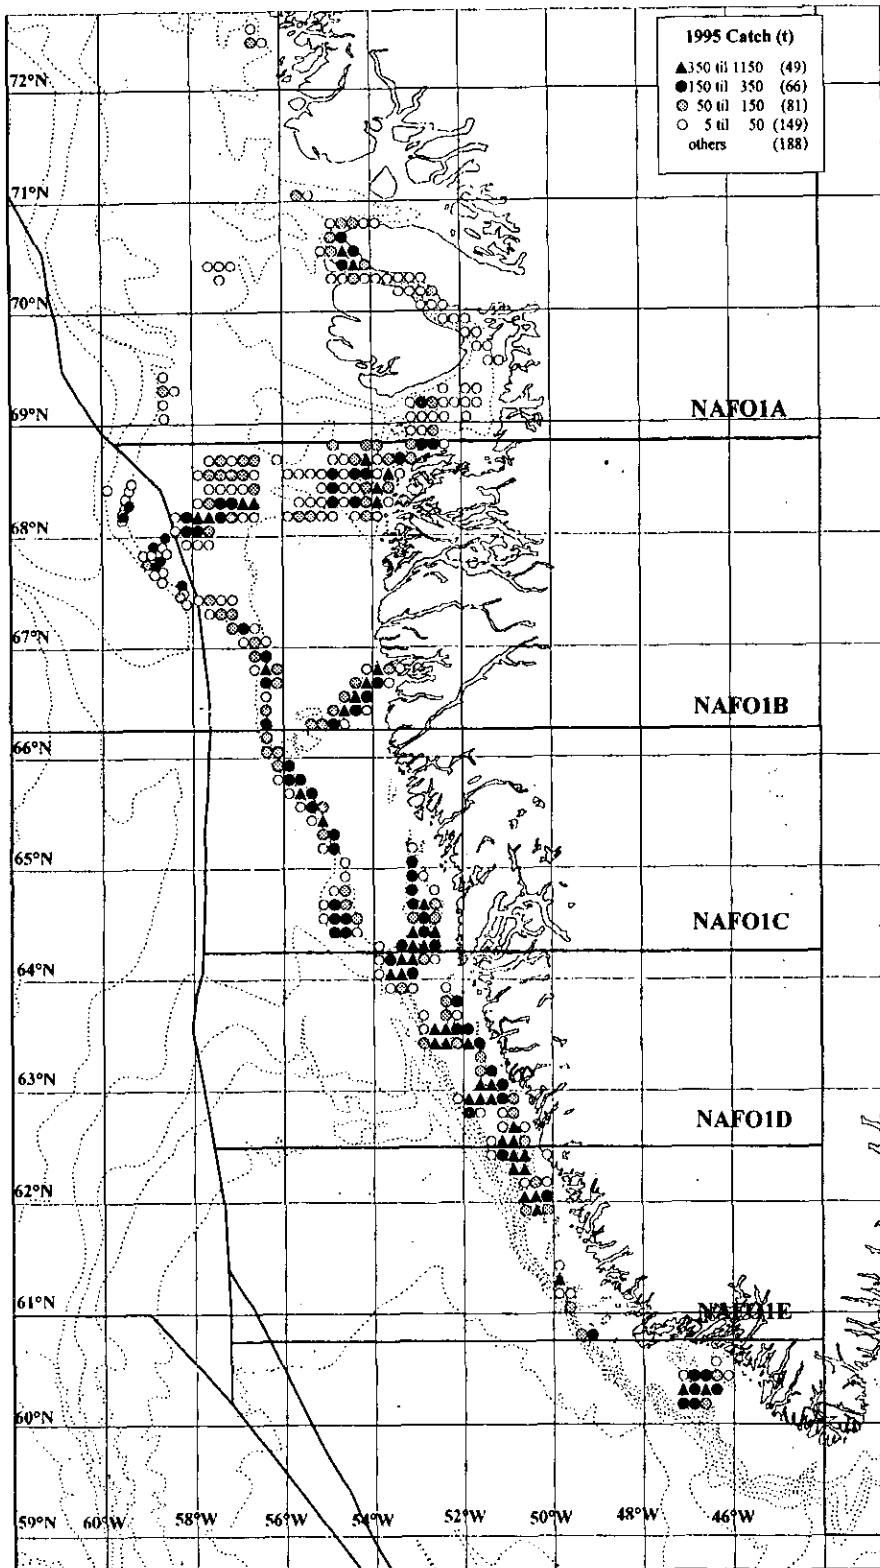 1995 Catch (t)
▲350 til 1150 (49)
●150 til 350 (66)
50 til 150 (81)
○ 5 til 50 (149)
others (188)
72°N
71°N
70°N
69°N
NAFO1A
68°N
67°N
NAFO1B
66°N
65°N
NAFO1C
64°N
63°N
NAFO1D
62°N
61°N
NAFO1E
60°N
59°N 60°W 58°W 56°W 54°W 52°W 50°W 48°W 46°W